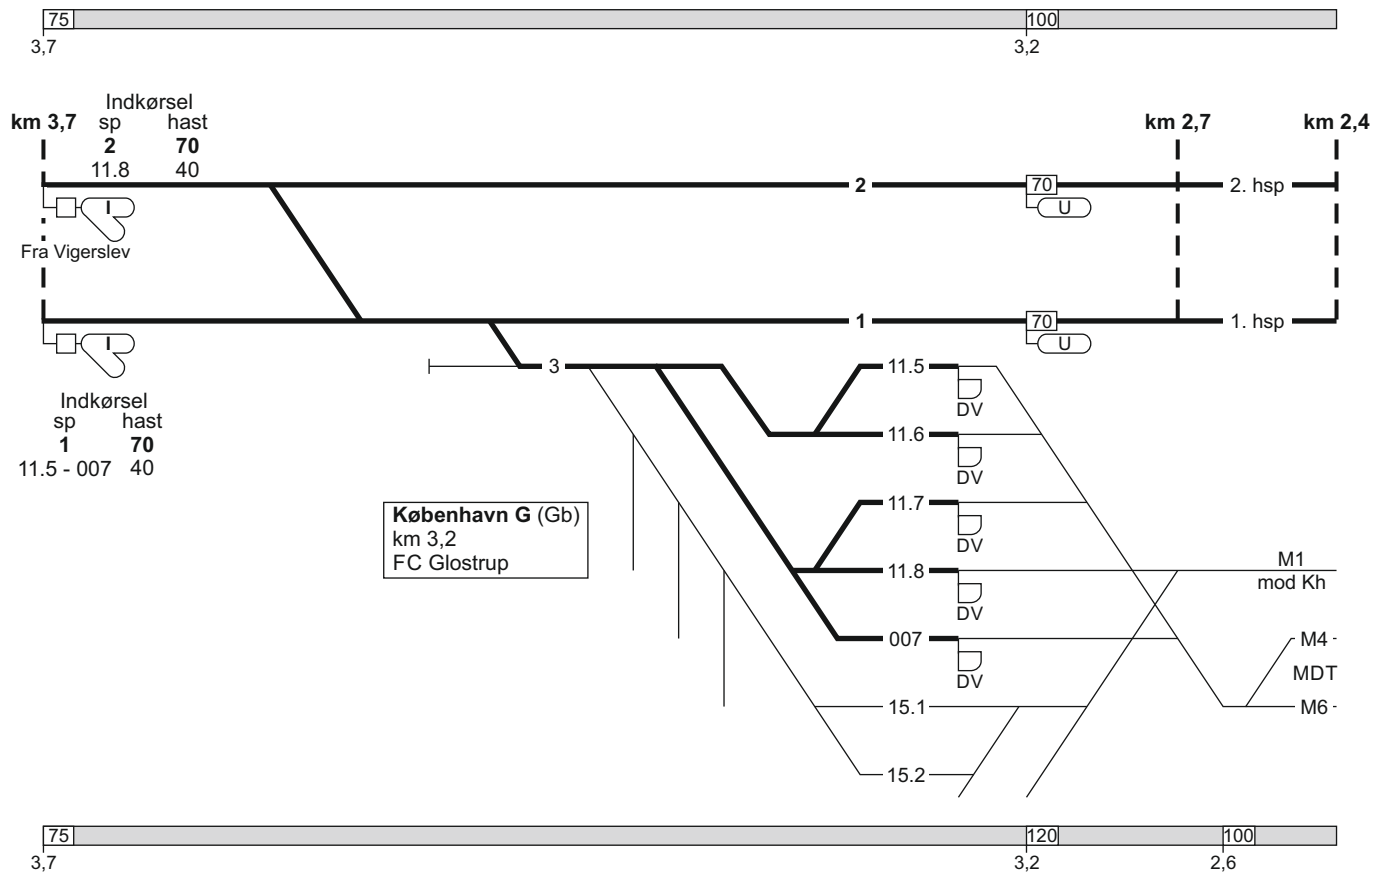 75 100
3,7 3,2
Indkørsel
km 3,7 sp hast km 2,7 km 2,4
2 70
11.8 40
2 70 2. hsp
I U
Fra Vigerslev
1 70 1. hsp
I U
3 11.5
DV
Indkørsel
sp hast
1 70
11.5 - 007 40
11.6
DV
11.7
DV
København G (Gb)
km 3,2
FC Glostrup
11.8 M1
mod Kh
DV
007 M4
MDT
DV
15.1 M6
15.2
75 120 100
3,7 3,2 2,6